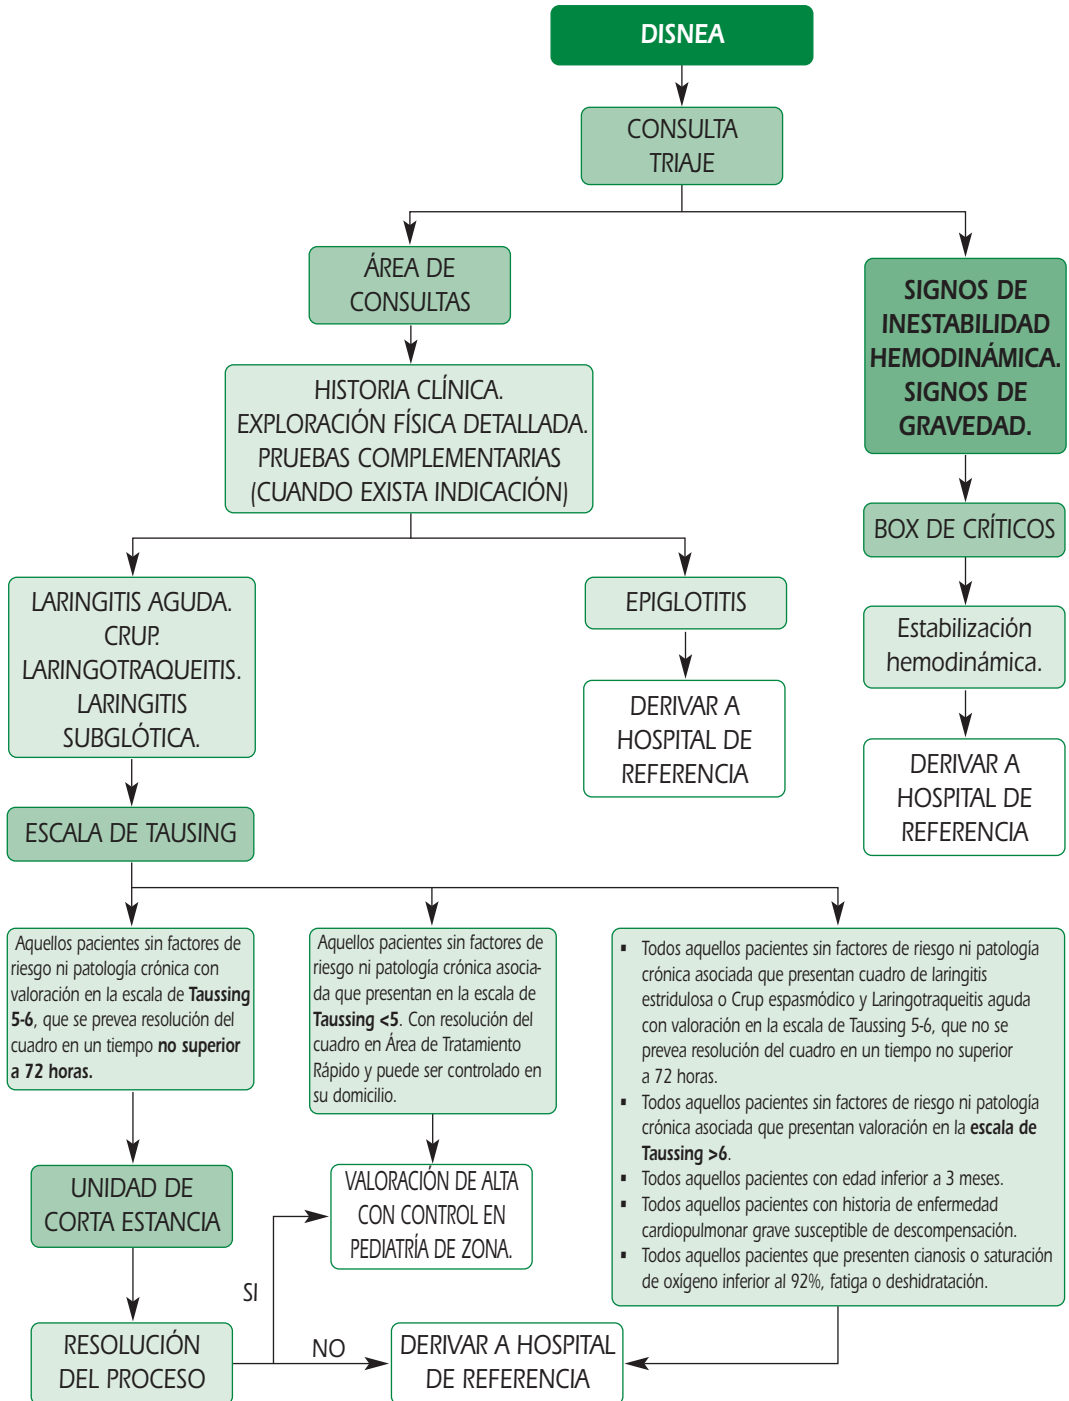 DISNEA
CONSULTA
TRIAJE
ÁREA DE
CONSULTAS
SIGNOS DE
INESTABILIDAD
HEMODINÁMICA.
SIGNOS DE
GRAVEDAD.
HISTORIA CLÍNICA.
EXPLORACIÓN FÍSICA DETALLADA.
PRUEBAS COMPLEMENTARIAS
(CUANDO EXISTA INDICACIÓN)
BOX DE CRÍTICOS
LARINGITIS AGUDA.
CRUP.
LARINGOTRAQUEITIS.
LARINGITIS
SUBGLÓTICA.
EPIGLOTITIS
Estabilización
hemodinámica.
DERIVAR A
HOSPITAL DE
REFERENCIA
DERIVAR A
HOSPITAL DE
REFERENCIA
ESCALA DE TAUSING
Aquellos pacientes sin factores de
riesgo ni patología crónica con
valoración en la escala de Taussing
5-6, que se prevea resolución del
cuadro en un tiempo no superior
a 72 horas.
Aquellos pacientes sin factores de
riesgo ni patología crónica asocia-
da que presentan en la escala de
Taussing <5. Con resolución del
cuadro en Área de Tratamiento
Rápido y puede ser controlado en
su domicilio.
▪ Todos aquellos pacientes sin factores de riesgo ni patología
crónica asociada que presentan cuadro de laringitis
estridulosa o Crup espasmódico y Laringotraqueitis aguda
con valoración en la escala de Taussing 5-6, que no se
prevea resolución del cuadro en un tiempo no superior
a 72 horas.
▪ Todos aquellos pacientes sin factores de riesgo ni patología
crónica asociada que presentan valoración en la escala de
Taussing >6.
▪ Todos aquellos pacientes con edad inferior a 3 meses.
▪ Todos aquellos pacientes con historia de enfermedad
cardiopulmonar grave susceptible de descompensación.
▪ Todos aquellos pacientes que presenten cianosis o saturación
de oxígeno inferior al 92%, fatiga o deshidratación.
UNIDAD DE
CORTA ESTANCIA
VALORACIÓN DE ALTA
CON CONTROL EN
PEDIATRÍA DE ZONA.
SI
RESOLUCIÓN
DEL PROCESO
NO
DERIVAR A HOSPITAL
DE REFERENCIA